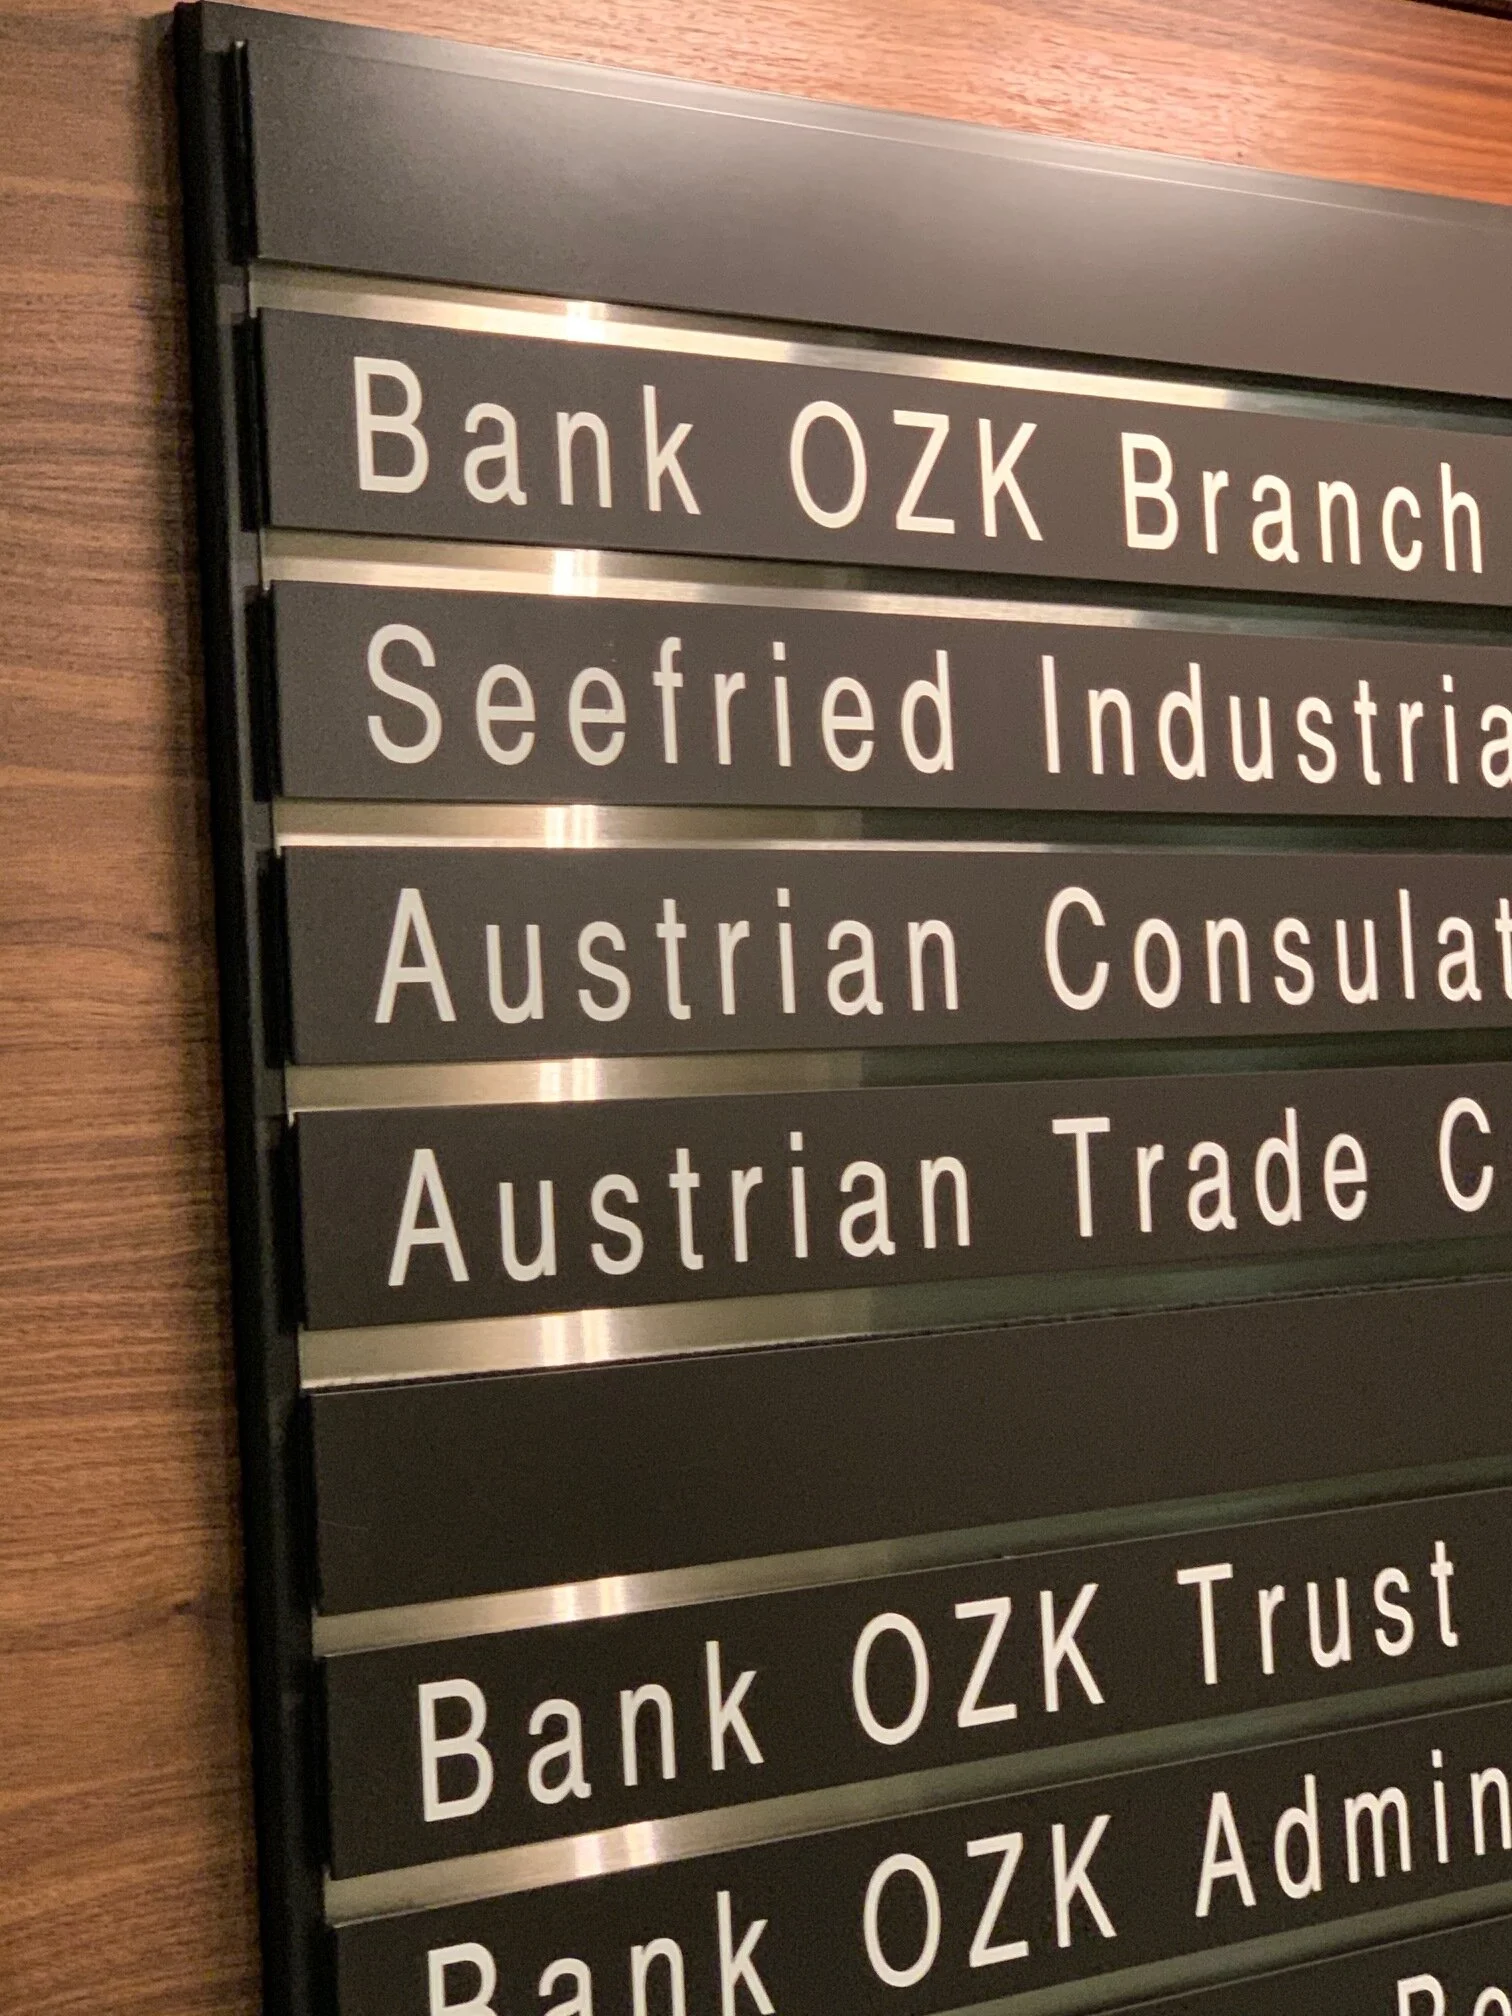 Bank OZK Branch
Seefried Industria
Austrian Consulat
Austrian Trade C
Bank OZK Trust
Bank OZK Admin